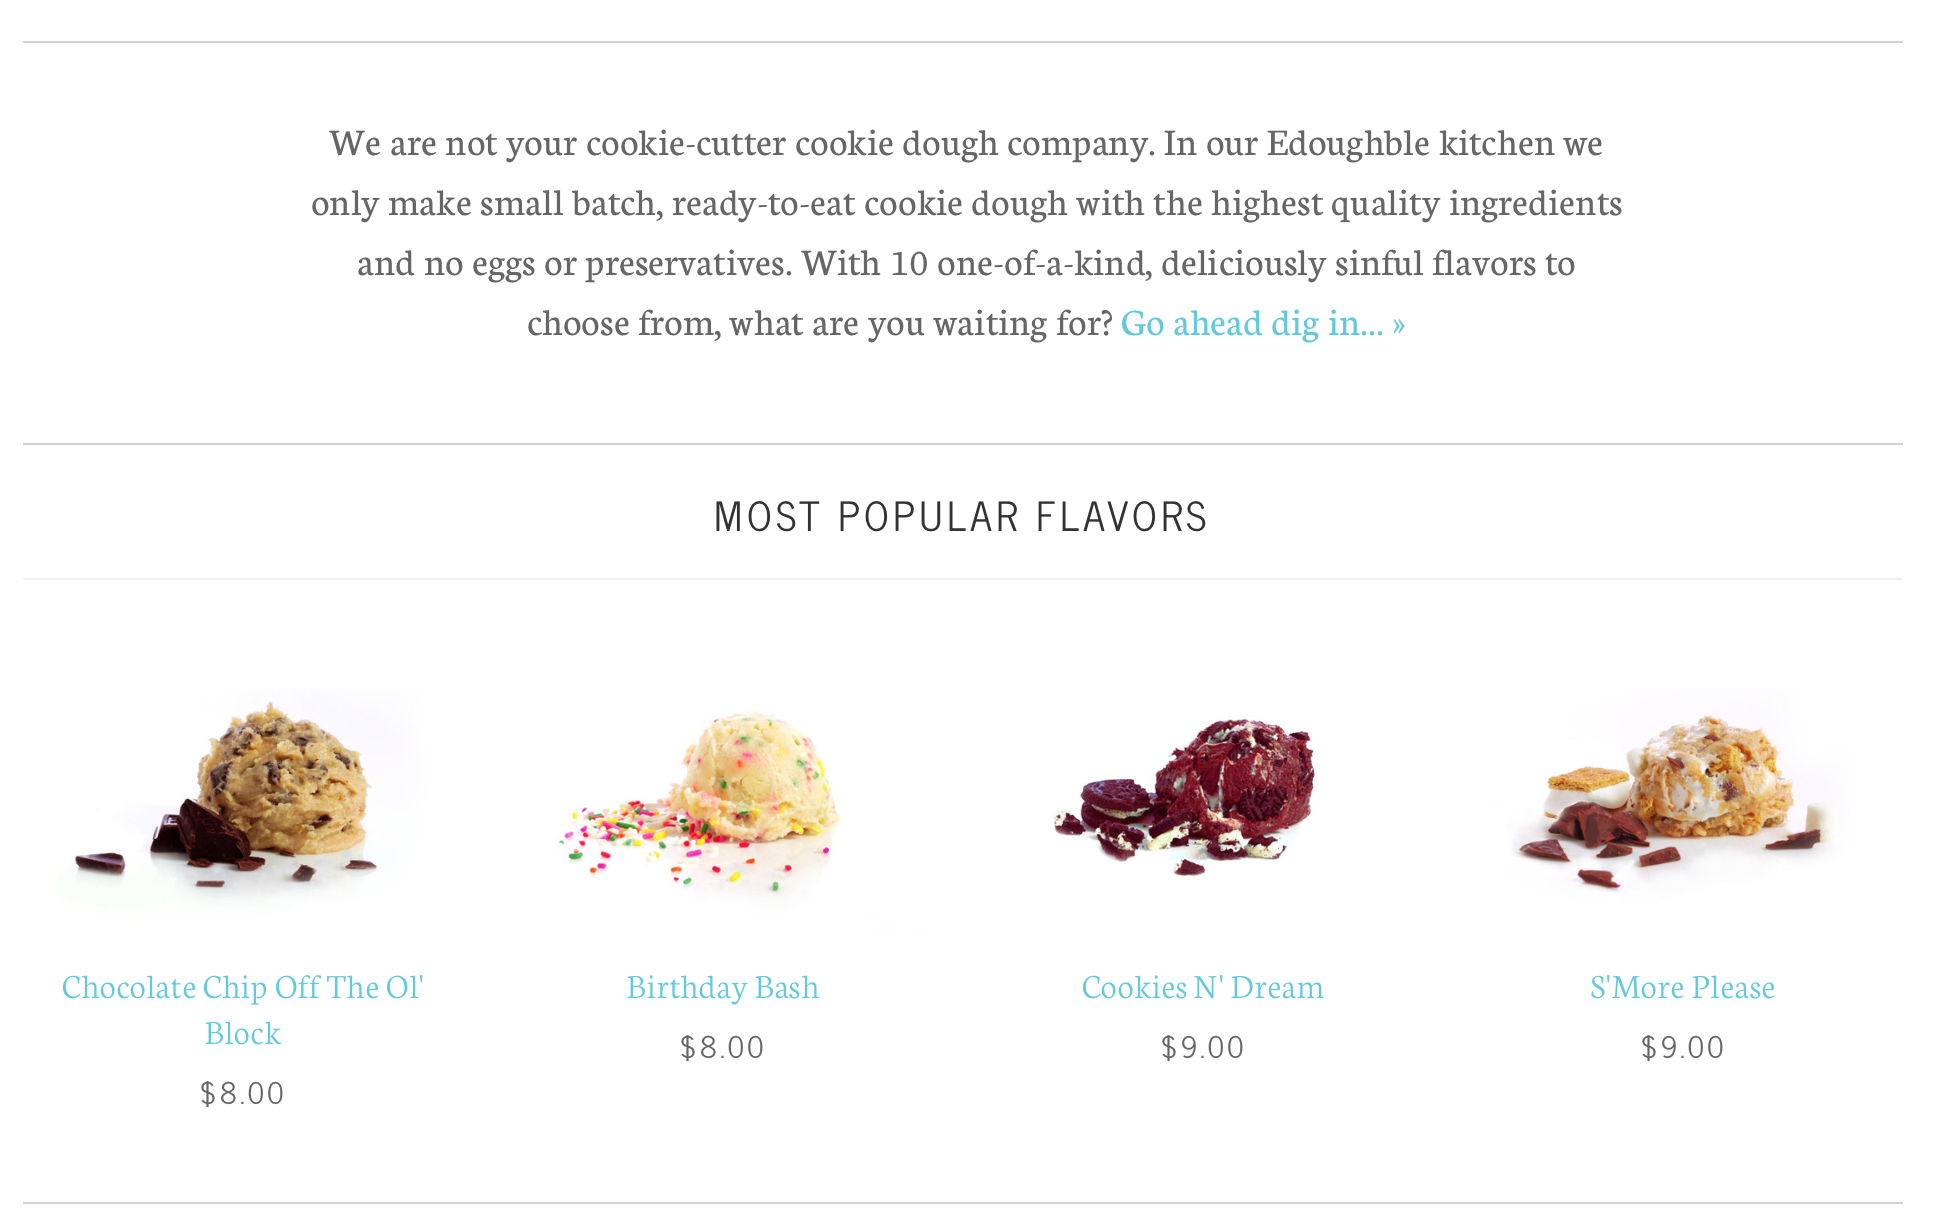 We are not your cookie-cutter cookie dough company. In our Edoughble kitchen we
only make small batch, ready-to-eat cookie dough with the highest quality ingredients
and no eggs or preservatives. With 10 one-of-a-kind, deliciously sinful flavors to
choose from, what are you waiting for? Go ahead dig in... »
MOST POPULAR FLAVORS
Chocolate Chip Off The Ol'
Block
$8.00
Birthday Bash
$8.00
Cookies N' Dream
$9.00
S'More Please
$9.00